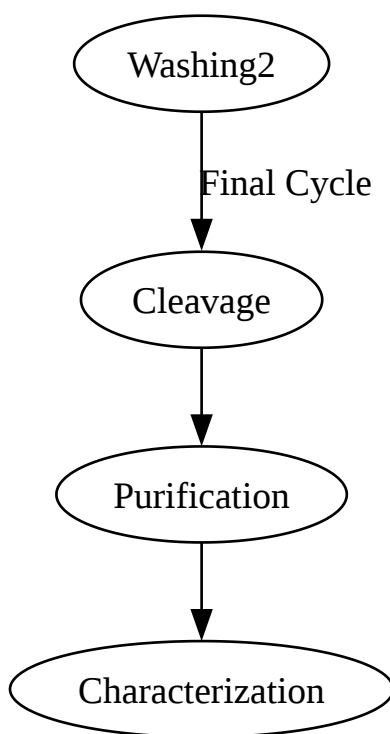 Washing2
Final Cycle
Cleavage
Purification
Characterization